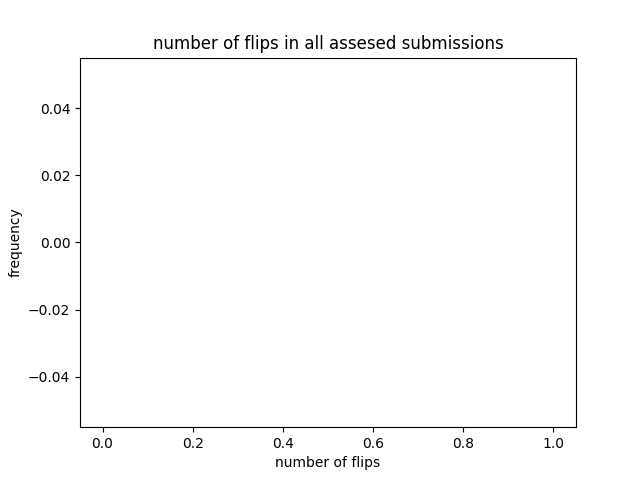 number of flips in all assesed submissions
0.04
0.02
0.00
−0.02
−0.04
frequency
0.0 0.2 0.4 0.6 0.8 1.0
number of flips